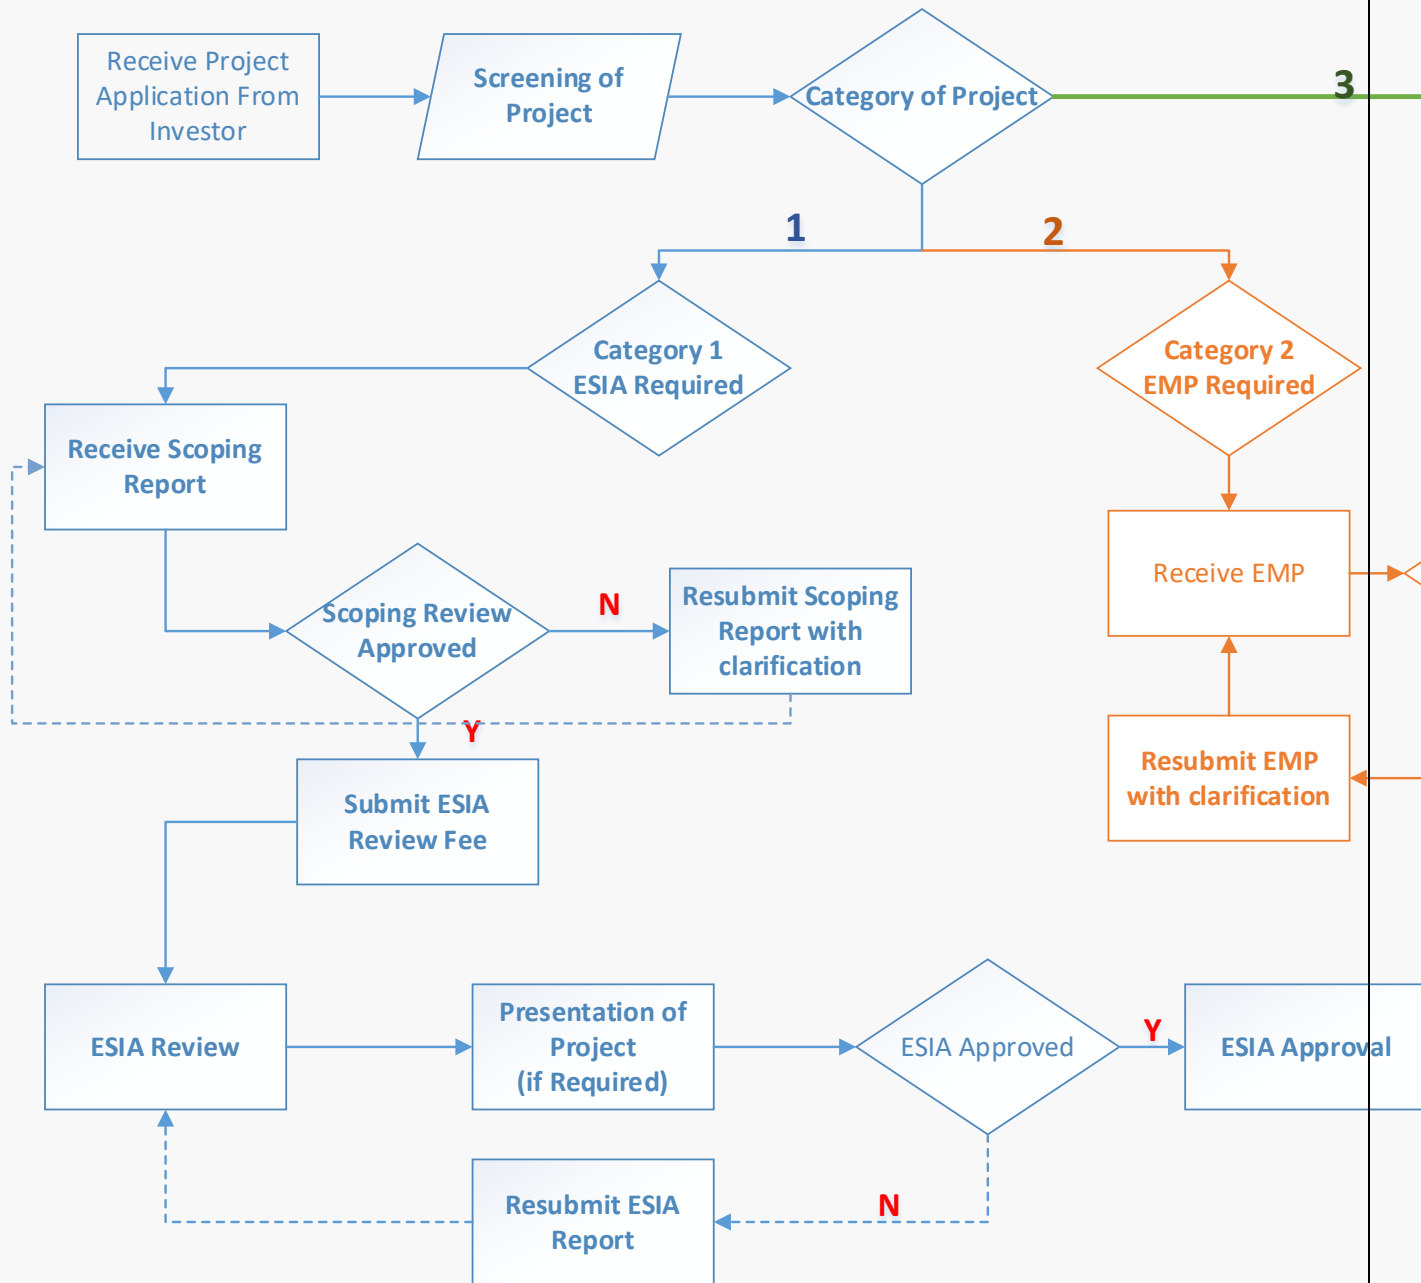 Receive Project
Application From
Investor
Screening of
Project
Category of Project
3
1
2
Category 1
ESIA Required
Category 2
EMP Required
Receive Scoping
Report
Scoping Review
Approved
N
Resubmit Scoping
Report with
clarification
Receive EMP
Y
Submit ESIA
Review Fee
Resubmit EMP
with clarification
ESIA Review
Presentation of
Project
(if Required)
ESIA Approved
Y
ESIA Approval
Resubmit ESIA
Report
N